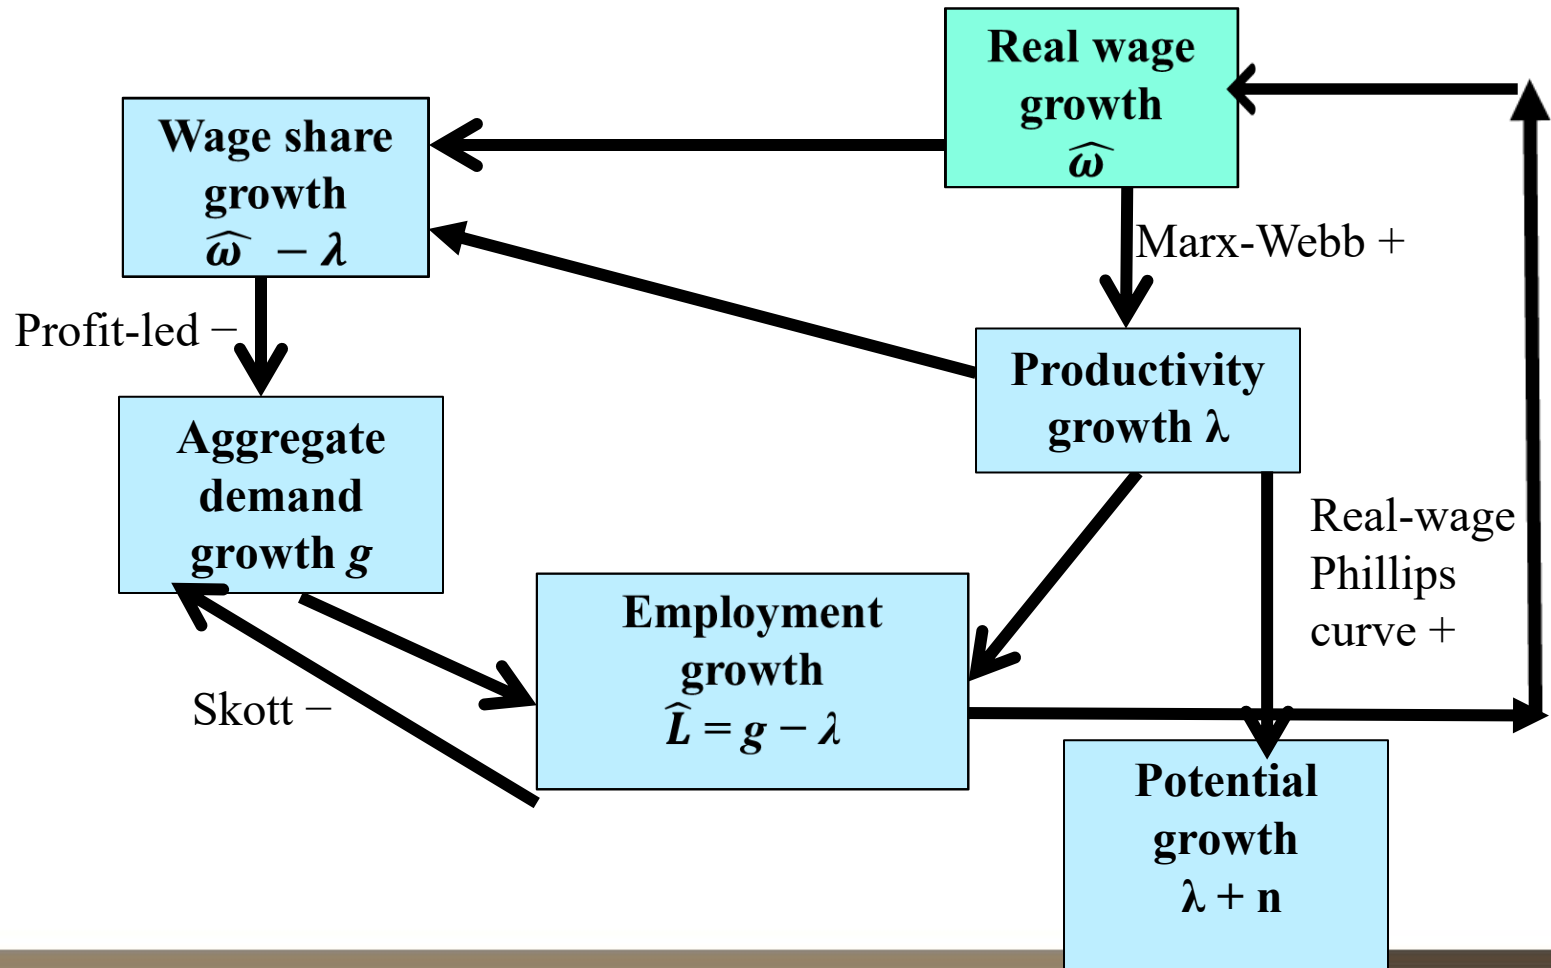 Real wage
growth
ω̂
Wage share
growth
ω̂ − λ
Marx-Webb +
Profit-led −
Productivity
growth λ
Aggregate
demand
growth g
Real-wage
Phillips
curve +
Employment
growth
L̂ = g − λ
Skott −
Potential
growth
λ + n